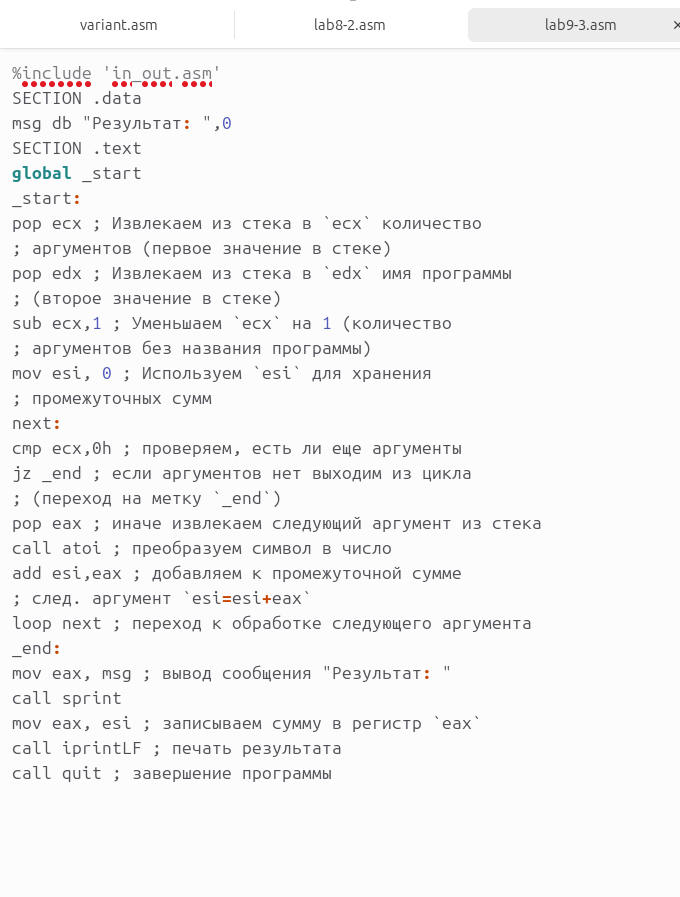 variant.asm lab8-2.asm lab9-3.asm ×
%include 'in_out.asm'
SECTION .data
msg db "Результат: ",0
SECTION .text
global _start
_start:
pop ecx ; Извлекаем из стека в `ecx` количество
; аргументов (первое значение в стеке)
pop edx ; Извлекаем из стека в `edx` имя программы
; (второе значение в стеке)
sub ecx,1 ; Уменьшаем `ecx` на 1 (количество
; аргументов без названия программы)
mov esi, 0 ; Используем `esi` для хранения
; промежуточных сумм
next:
cmp ecx,0h ; проверяем, есть ли еще аргументы
jz _end ; если аргументов нет выходим из цикла
; (переход на метку `_end`)
pop eax ; иначе извлекаем следующий аргумент из стека
call atoi ; преобразуем символ в число
add esi,eax ; добавляем к промежуточной сумме
; след. аргумент `esi=esi+eax`
loop next ; переход к обработке следующего аргумента
_end:
mov eax, msg ; вывод сообщения "Результат: "
call sprint
mov eax, esi ; записываем сумму в регистр `eax`
call iprintLF ; печать результата
call quit ; завершение программы